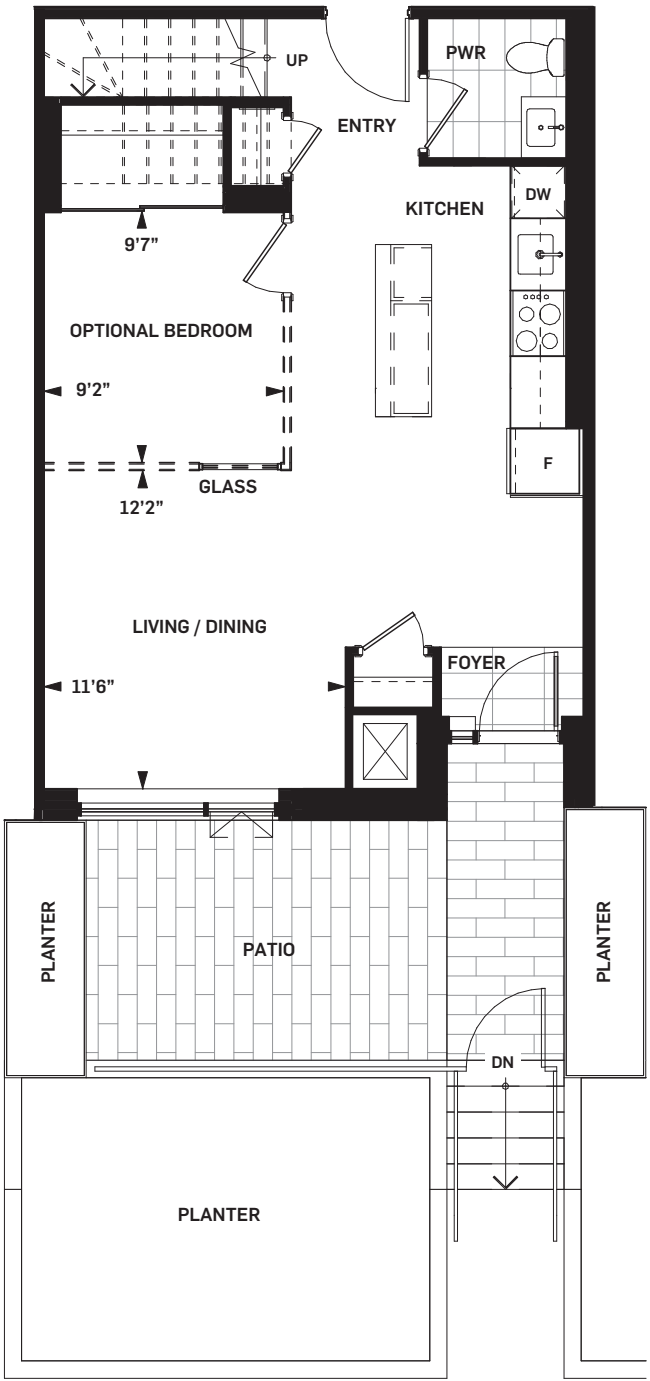 UP
PWR
ENTRY
KITCHEN
DW
9’7”
OPTIONAL BEDROOM
9’2”
F
GLASS
12’2”
LIVING / DINING
FOYER
11’6”
PLANTER
PATIO
PLANTER
DN
PLANTER